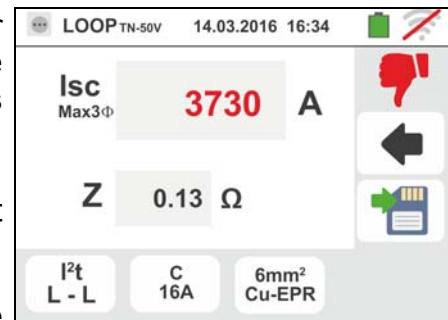 LOOP TN-50V 14.03.2016 16:34
Isc
Max3Φ
3730 A
Z 0.13 Ω
I²t
L - L
C
16A
6mm²
Cu-EPR